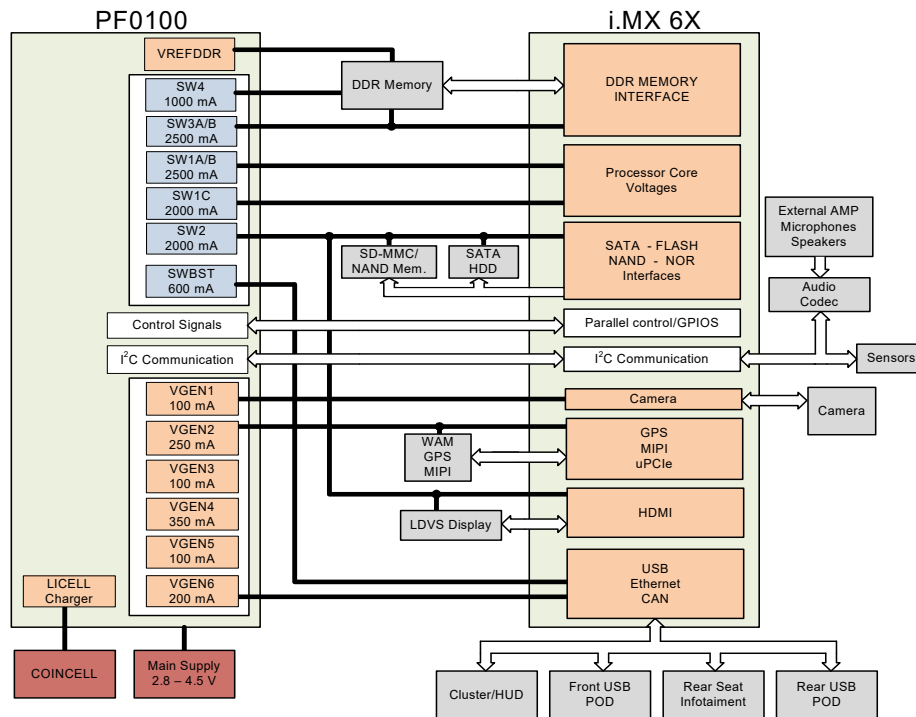 PF0100
i.MX 6X
VREFDDR
SW4
1000 mA
SW3A/B
2500 mA
SW1A/B
2500 mA
SW1C
2000 mA
SW2
2000 mA
SWBST
600 mA
Control Signals
I²C Communication
VGEN1
100 mA
VGEN2
250 mA
VGEN3
100 mA
VGEN4
350 mA
VGEN5
100 mA
VGEN6
200 mA
LICELL
Charger
COINCELL
Main Supply
2.8 – 4.5 V
DDR Memory
SD-MMC/
NAND Mem.
SATA
HDD
WAM
GPS
MIPI
LDVS Display
DDR MEMORY
INTERFACE
Processor Core
Voltages
SATA - FLASH
NAND - NOR
Interfaces
Parallel control/GPIOS
I²C Communication
Camera
GPS
MIPI
uPCIe
HDMI
USB
Ethernet
CAN
External AMP
Microphones
Speakers
Audio
Codec
Sensors
Camera
Cluster/HUD
Front USB
POD
Rear Seat
Infotaiment
Rear USB
POD